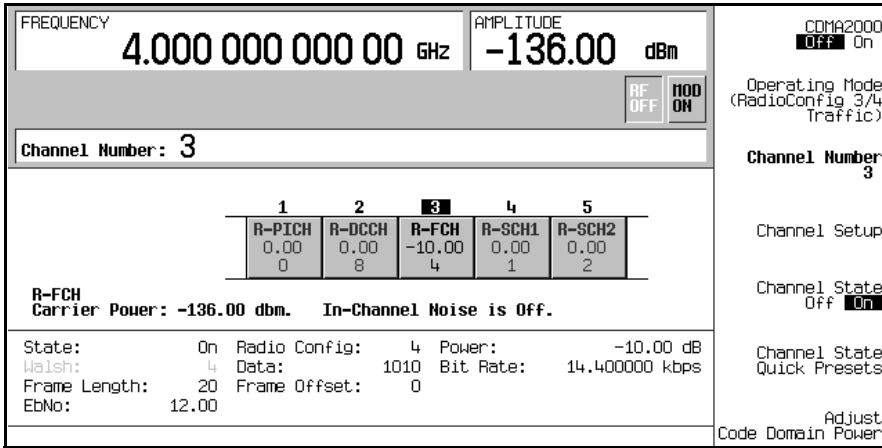 FREQUENCY
4.000 000 000 00 GHz
AMPLITUDE
-136.00 dBm
RF OFF
MOD ON
Channel Number: 3
1 2 3 4 5
R-PICH R-DCCH R-FCH R-SCH1 R-SCH2
0.00 0.00 -10.00 0.00 0.00
0 8 4 1 2
R-FCH
Carrier Power: -136.00 dbm. In-Channel Noise is Off.
State: On Radio Config: 4 Power: -10.00 dB
Walsh: 4 Data: 1010 Bit Rate: 14.400000 kbps
Frame Length: 20 Frame Offset: 0
EbNo: 12.00
CDMA2000
Off On
Operating Mode
(RadioConfig 3/4
Traffic)
Channel Number
3
Channel Setup
Channel State
Off On
Channel State
Quick Presets
Adjust
Code Domain Power